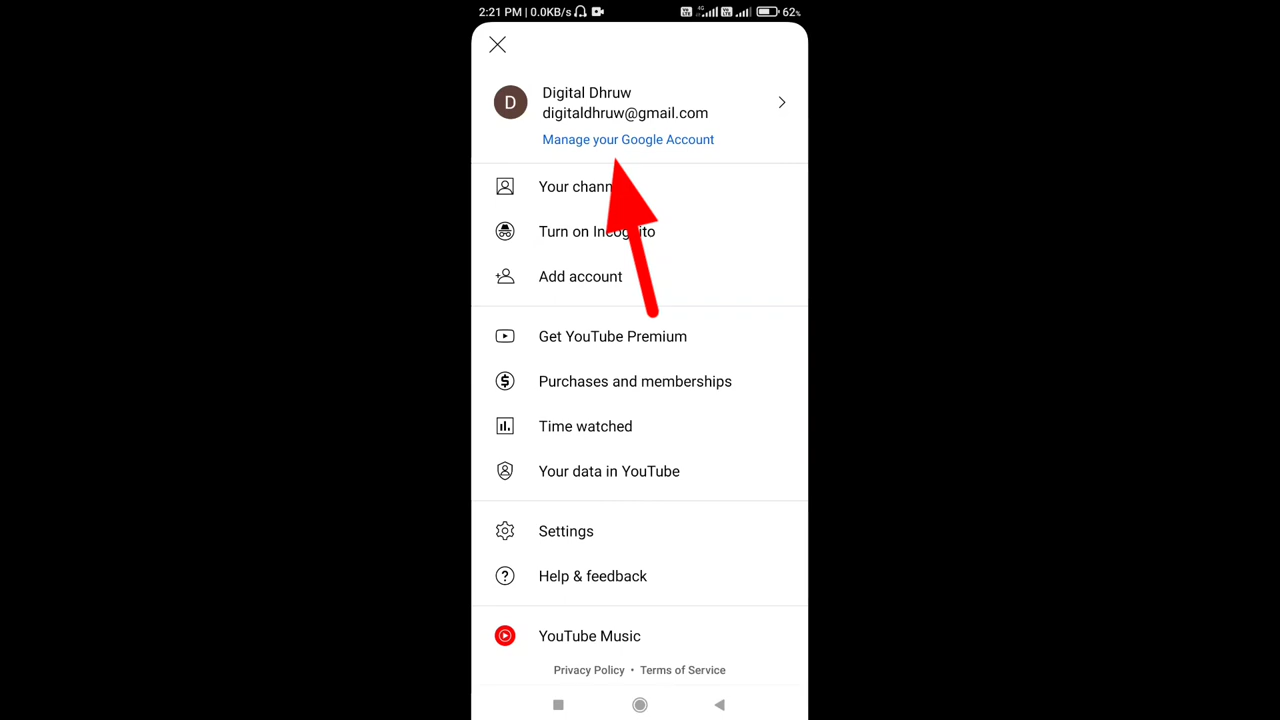 2:21 PM | 0.0KB/s 4G 62%
D
Digital Dhruw
digitaldhruw@gmail.com
Manage your Google Account
Your chann
Turn on Incognito
Add account
Get YouTube Premium
Purchases and memberships
Time watched
Your data in YouTube
Settings
Help & feedback
YouTube Music
Privacy Policy • Terms of Service